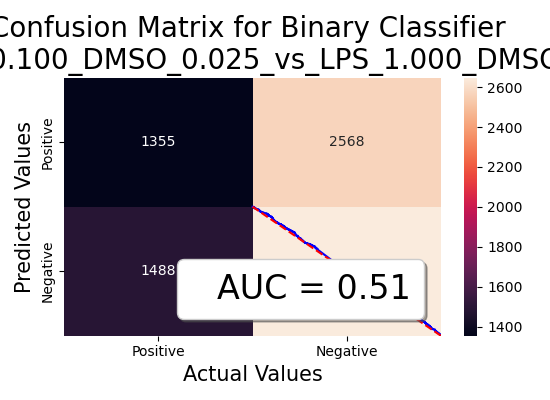 Confusion Matrix for Binary Classifier
0.100_DMSO_0.025_vs_LPS_1.000_DMSO
Predicted Values
Positive
Negative
1355
2568
1488
AUC = 0.51
Positive
Negative
Actual Values
2600
2400
2200
2000
1800
1600
1400